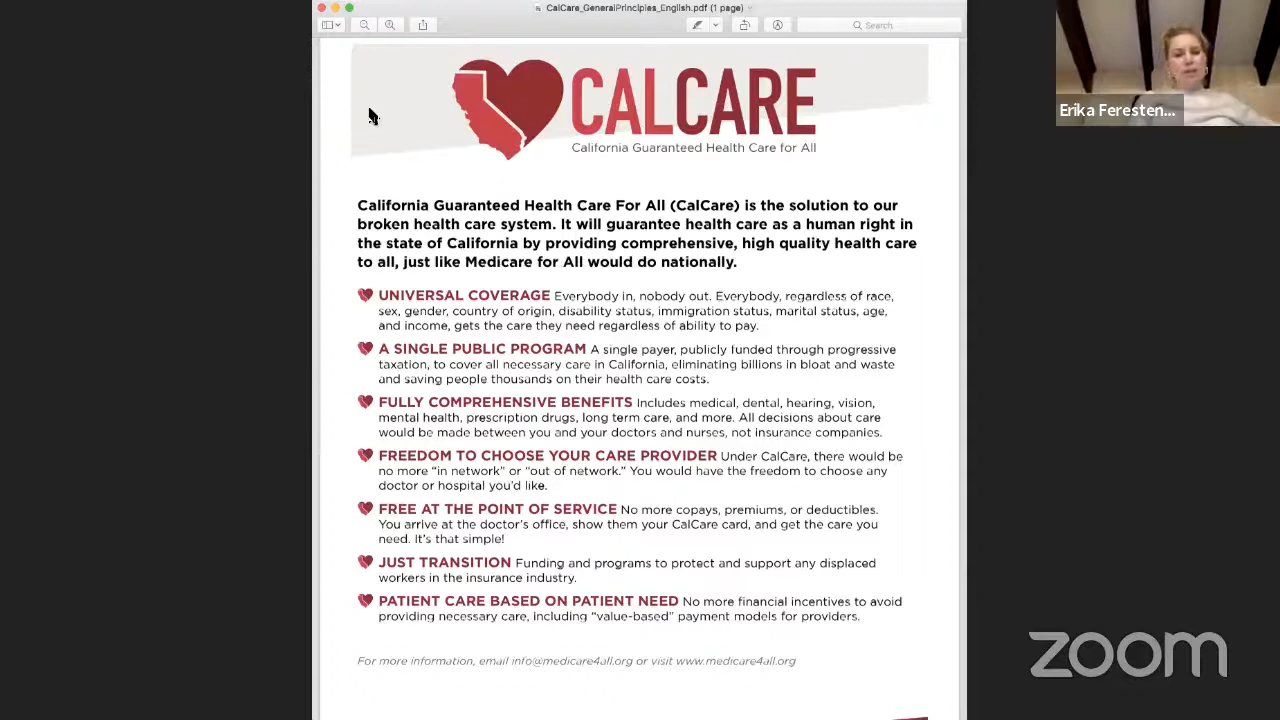 CalCare_GeneralPrinciples_English.pdf (1 page)
Search
CALCARE
California Guaranteed Health Care for All
California Guaranteed Health Care For All (CalCare) is the solution to our
broken health care system. It will guarantee health care as a human right in
the state of California by providing comprehensive, high quality health care
to all, just like Medicare for All would do nationally.
UNIVERSAL COVERAGE Everybody in, nobody out. Everybody, regardless of race,
sex, gender, country of origin, disability status, immigration status, marital status, age,
and income, gets the care they need regardless of ability to pay.
A SINGLE PUBLIC PROGRAM A single payer, publicly funded through progressive
taxation, to cover all necessary care in California, eliminating billions in bloat and waste
and saving people thousands on their health care costs.
FULLY COMPREHENSIVE BENEFITS Includes medical, dental, hearing, vision,
mental health, prescription drugs, long term care, and more. All decisions about care
would be made between you and your doctors and nurses, not insurance companies.
FREEDOM TO CHOOSE YOUR CARE PROVIDER Under CalCare, there would be
no more “in network” or “out of network.” You would have the freedom to choose any
doctor or hospital you’d like.
FREE AT THE POINT OF SERVICE No more copays, premiums, or deductibles.
You arrive at the doctor’s office, show them your CalCare card, and get the care you
need. It’s that simple!
JUST TRANSITION Funding and programs to protect and support any displaced
workers in the insurance industry.
PATIENT CARE BASED ON PATIENT NEED No more financial incentives to avoid
providing necessary care, including “value-based” payment models for providers.
For more information, email info@medicare4all.org or visit www.medicare4all.org
Erika Feresten...
zoom